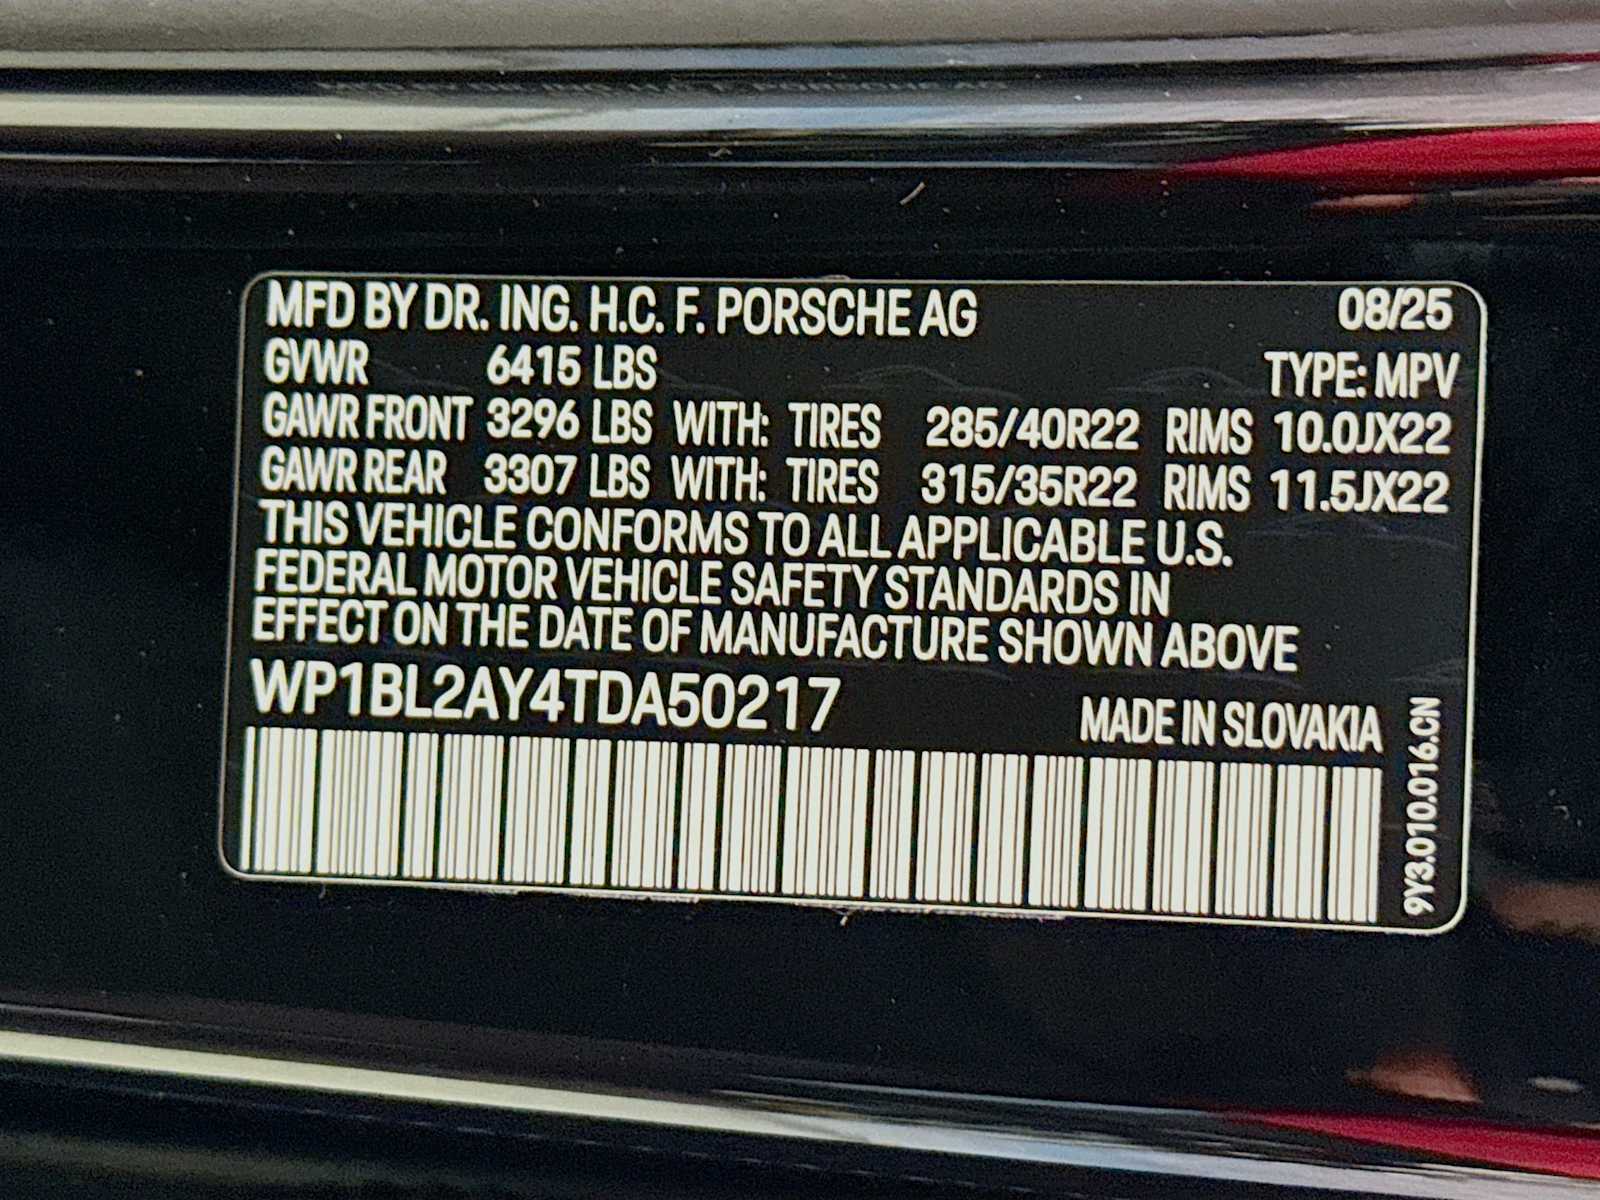 MFD BY DR. ING. H.C. F. PORSCHE AG 08/25
GVWR 6415 LBS TYPE: MPV
GAWR FRONT 3296 LBS WITH: TIRES 285/40R22 RIMS 10.0JX22
GAWR REAR 3307 LBS WITH: TIRES 315/35R22 RIMS 11.5JX22
THIS VEHICLE CONFORMS TO ALL APPLICABLE U.S.
FEDERAL MOTOR VEHICLE SAFETY STANDARDS IN
EFFECT ON THE DATE OF MANUFACTURE SHOWN ABOVE
WP1BL2AY4TDA50217
MADE IN SLOVAKIA
9Y3.010.016.CN